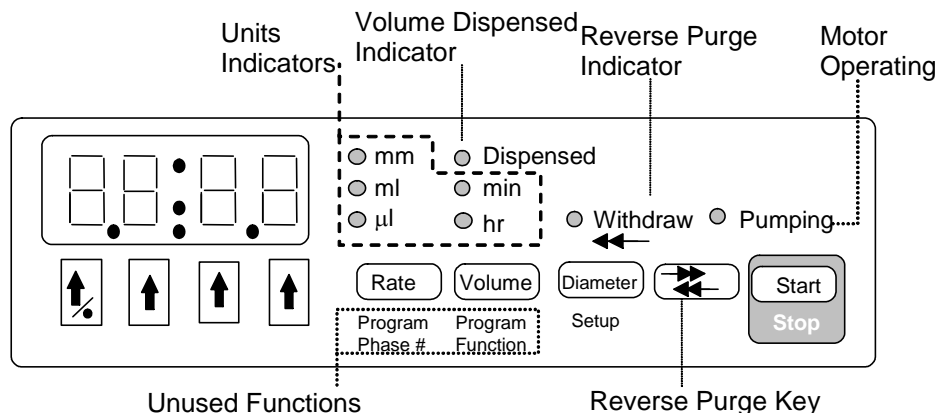 Units
Indicators
Volume Dispensed
Indicator
Reverse Purge
Indicator
Motor
Operating
mm
Dispensed
ml
min
µl
hr
Withdraw
Pumping
Rate
Volume
Diameter
Start
Program
Phase #
Program
Function
Setup
Stop
Unused Functions
Reverse Purge Key